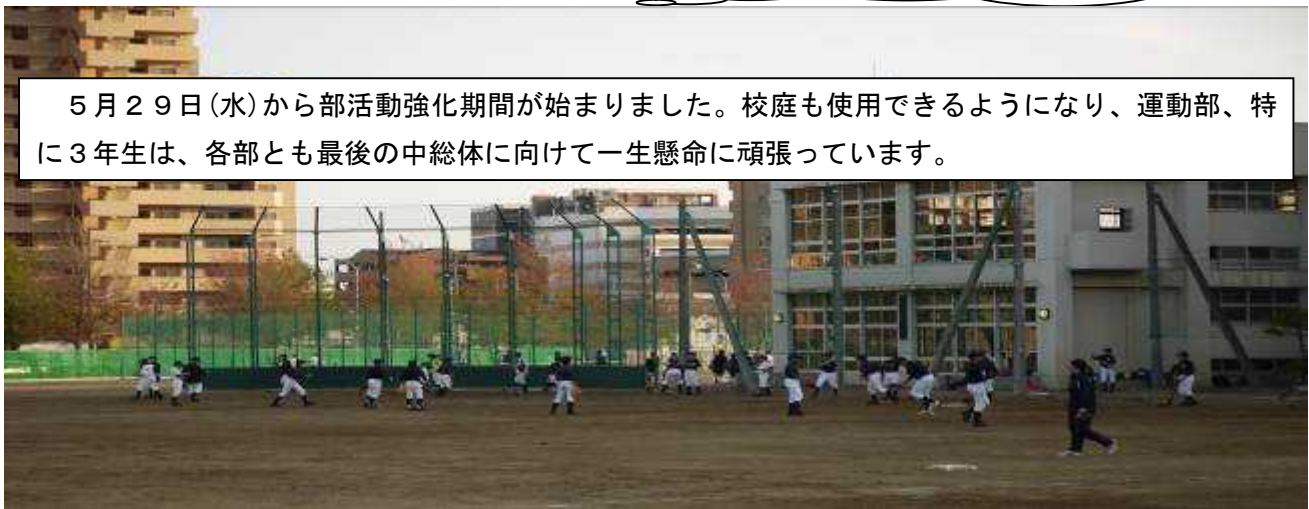 ５月２９日(水)から部活動強化期間が始まりました。校庭も使用できるようになり、運動部、特
に３年生は、各部とも最後の中総体に向けて一生懸命に頑張っています。